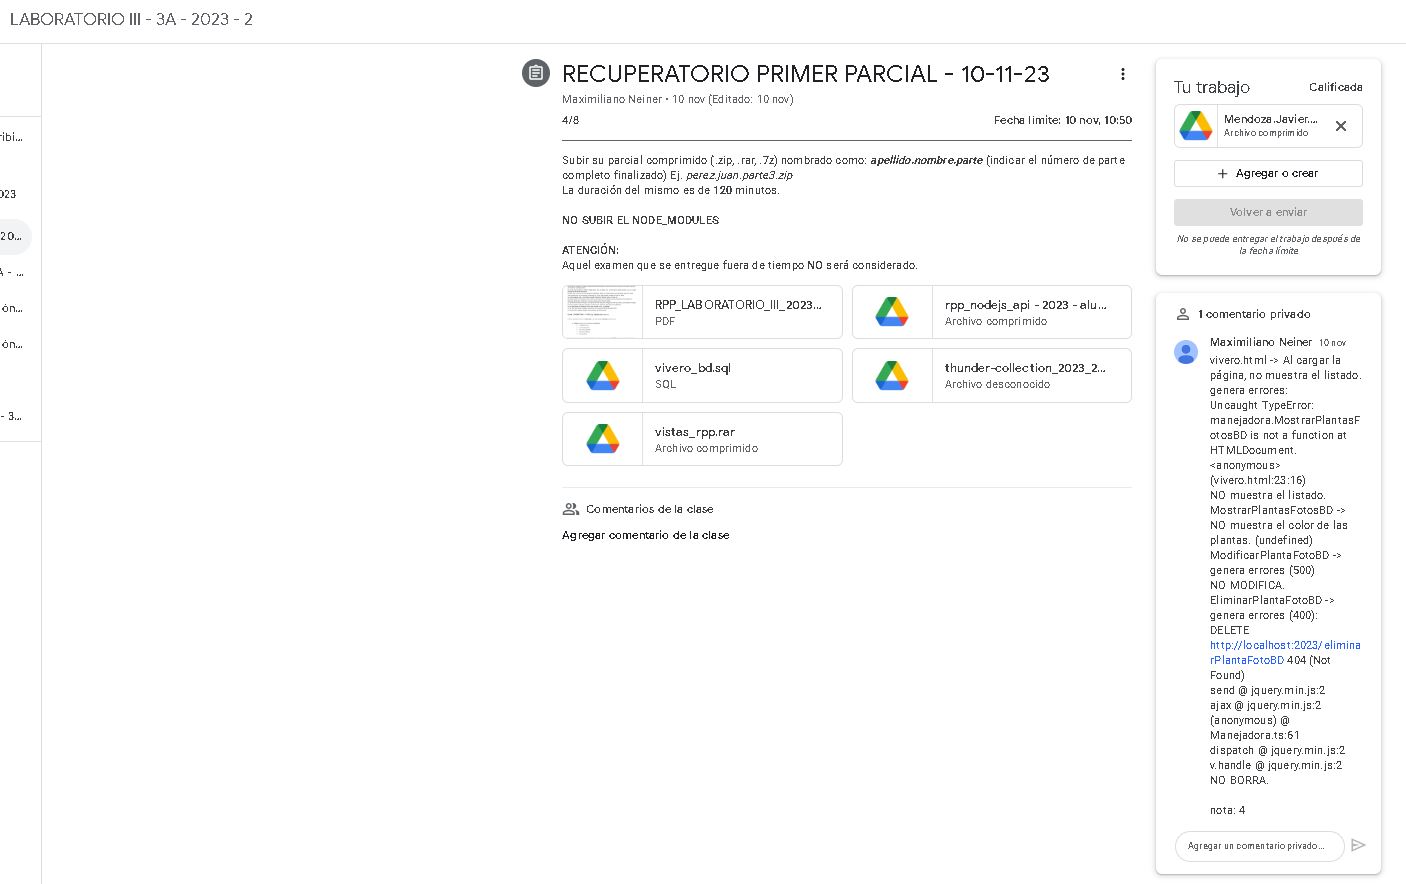 LABORATORIO III - 3A - 2023 - 2
ribi...
023
20...
A - ...
ón...
ón...
- 3...
RECUPERATORIO PRIMER PARCIAL - 10-11-23
Maximiliano Neiner • 10 nov (Editado: 10 nov)
4/8
Fecha límite: 10 nov, 10:50
Subir su parcial comprimido (.zip, .rar, .7z) nombrado como: apellido.nombre.parte (indicar el número de parte
completo finalizado) Ej. perez.juan.parte3.zip
La duración del mismo es de 120 minutos.
NO SUBIR EL NODE_MODULES
ATENCIÓN:
Aquel examen que se entregue fuera de tiempo NO será considerado.
RPP_LABORATORIO_III_2023...
PDF
rpp_nodejs_api - 2023 - alu...
Archivo comprimido
vivero_bd.sql
SQL
thunder-collection_2023_2...
Archivo desconocido
vistas_rpp.rar
Archivo comprimido
Comentarios de la clase
Agregar comentario de la clase
Tu trabajo
Calificada
Mendoza.Javier....
Archivo comprimido
Agregar o crear
Volver a enviar
No se puede entregar el trabajo después de
la fecha límite
1 comentario privado
Maximiliano Neiner 10 nov
vivero.html -> Al cargar la
página, no muestra el listado.
genera errores:
Uncaught TypeError:
manejadora.MostrarPlantasF
otosBD is not a function at
HTMLDocument.
<anonymous>
(vivero.html:23:16)
NO muestra el listado.
MostrarPlantasFotosBD ->
NO muestra el color de las
plantas. (undefined)
ModificarPlantaFotoBD ->
genera errores (500)
NO MODIFICA.
EliminarPlantaFotoBD ->
genera errores (400):
DELETE
http://localhost:2023/elimina
rPlantaFotoBD 404 (Not
Found)
send @ jquery.min.js:2
ajax @ jquery.min.js:2
(anonymous) @
Manejadora.ts:61
dispatch @ jquery.min.js:2
v.handle @ jquery.min.js:2
NO BORRA.
nota: 4
Agregar un comentario privado...